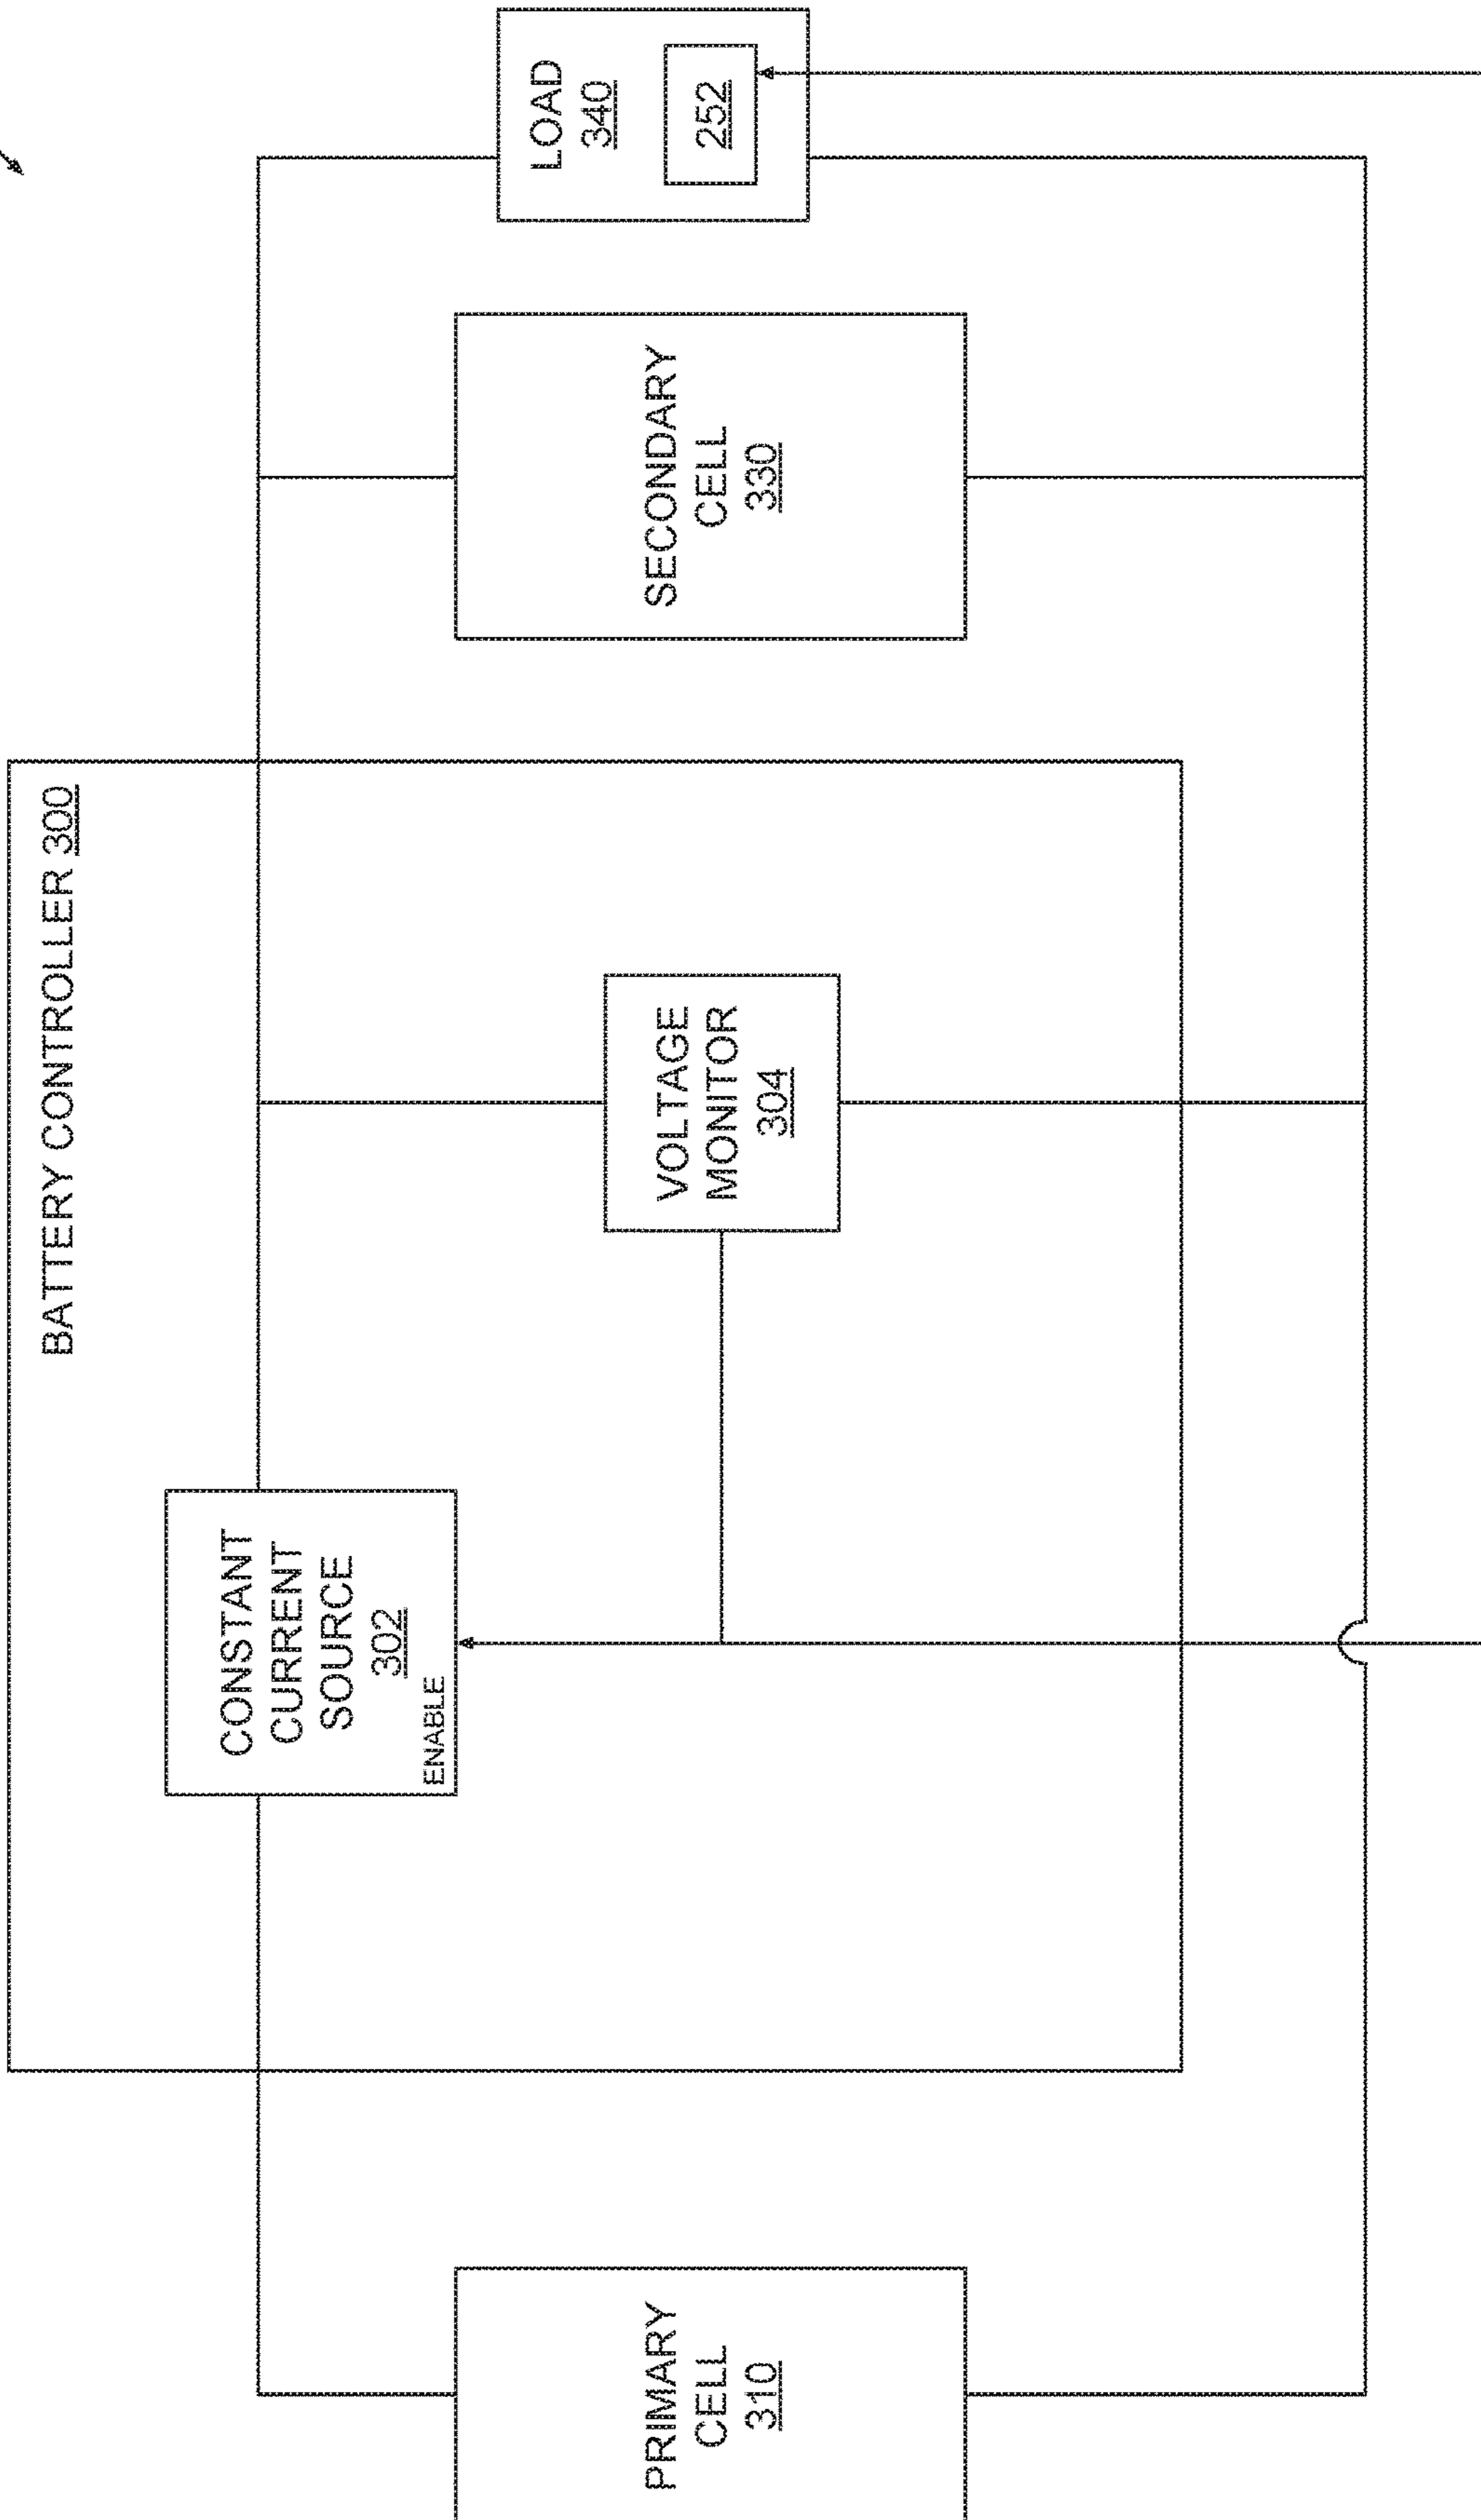 BATTERY CONTROLLER 300
CONSTANT
CURRENT
SOURCE
302
ENABLE
VOLTAGE
MONITOR
304
PRIMARY
CELL
310
SECONDARY
CELL
330
LOAD
340
252